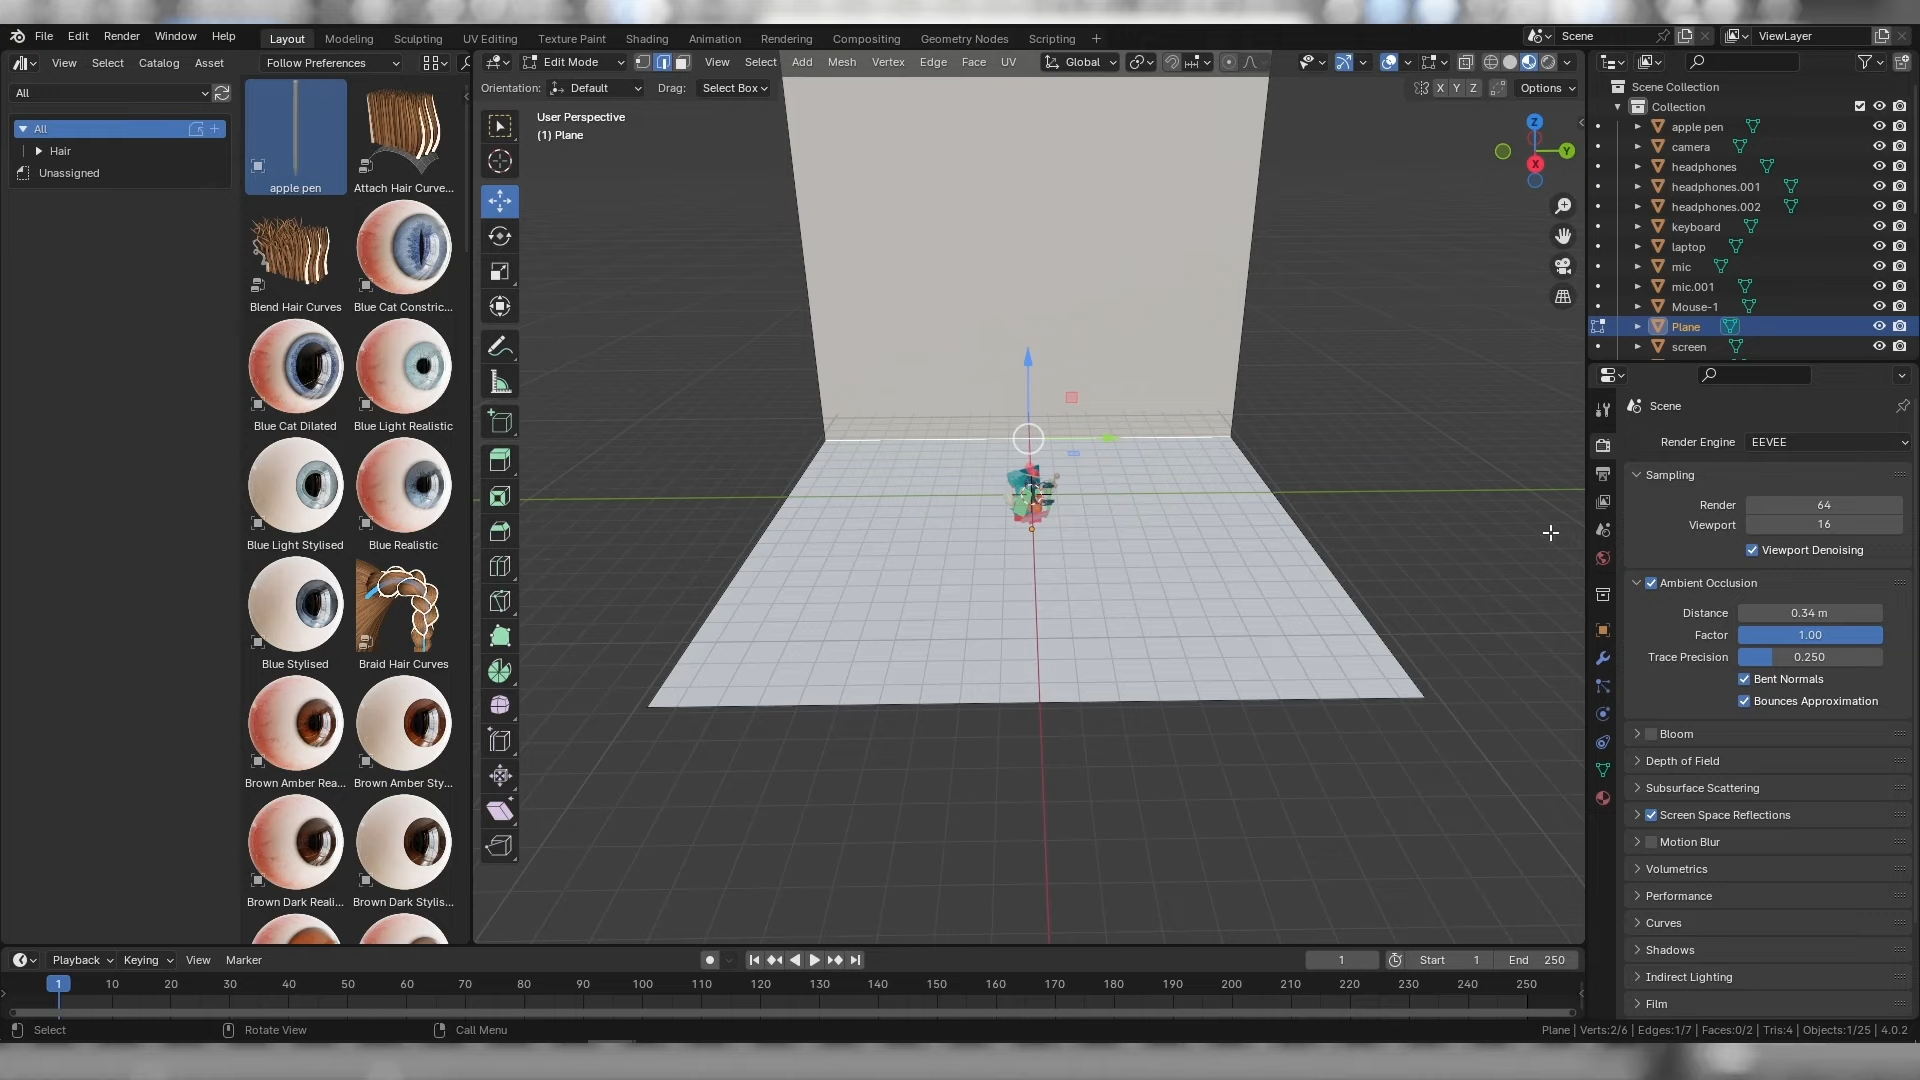 File Edit Render Window Help Layout Modeling Sculpting UV Editing Texture Paint Shading Animation Rendering Compositing Geometry Nodes Scripting Scene ViewLayer
View Select Catalog Asset Follow Preferences Edit Mode View Select Add Mesh Vertex Edge Face UV Global
All Orientation: Default Drag: Select Box X Y Z Options
User Perspective
(1) Plane
All
Hair
Unassigned
apple pen Attach Hair Curve...
Blend Hair Curves Blue Cat Constric...
Blue Cat Dilated Blue Light Realistic
Blue Light Stylised Blue Realistic
Blue Stylised Braid Hair Curves
Brown Amber Rea... Brown Amber Sty...
Brown Dark Reali... Brown Dark Stylis...
Z
Y
X
Scene Collection
Collection
apple pen
camera
headphones
headphones.001
headphones.002
keyboard
laptop
mic
mic.001
Mouse-1
Plane
screen
Scene
Render Engine EEVEE
Sampling
Render 64
Viewport 16
Viewport Denoising
Ambient Occlusion
Distance 0.34 m
Factor 1.00
Trace Precision 0.250
Bent Normals
Bounces Approximation
Bloom
Depth of Field
Subsurface Scattering
Screen Space Reflections
Motion Blur
Volumetrics
Performance
Curves
Shadows
Indirect Lighting
Film
Playback Keying View Marker 1 Start 1 End 250
1 10 20 30 40 50 60 70 80 90 100 110 120 130 140 150 160 170 180 190 200 210 220 230 240 250
Select Rotate View Call Menu Plane | Verts:2/6 | Edges:1/7 | Faces:0/2 | Tris:4 | Objects:1/25 | 4.0.2